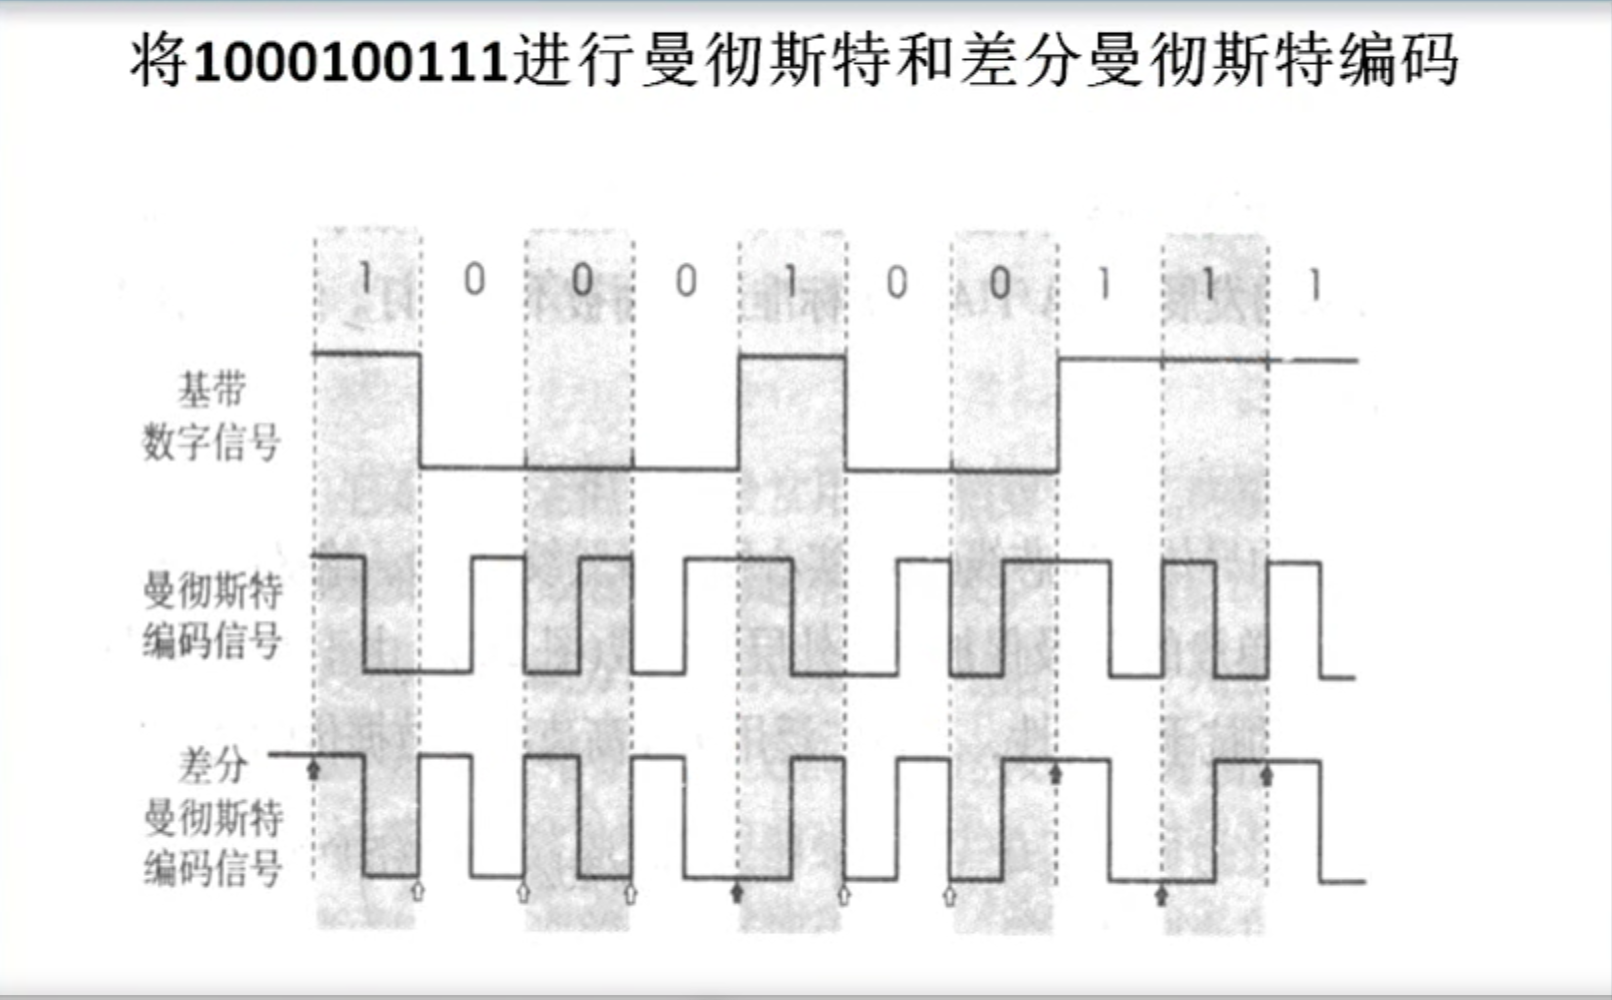 将1000100111进行曼彻斯特和差分曼彻斯特编码
1 0 0 0 1 0 0 1 1 1
基带
数字信号
曼彻斯特
编码信号
差分
曼彻斯特
编码信号